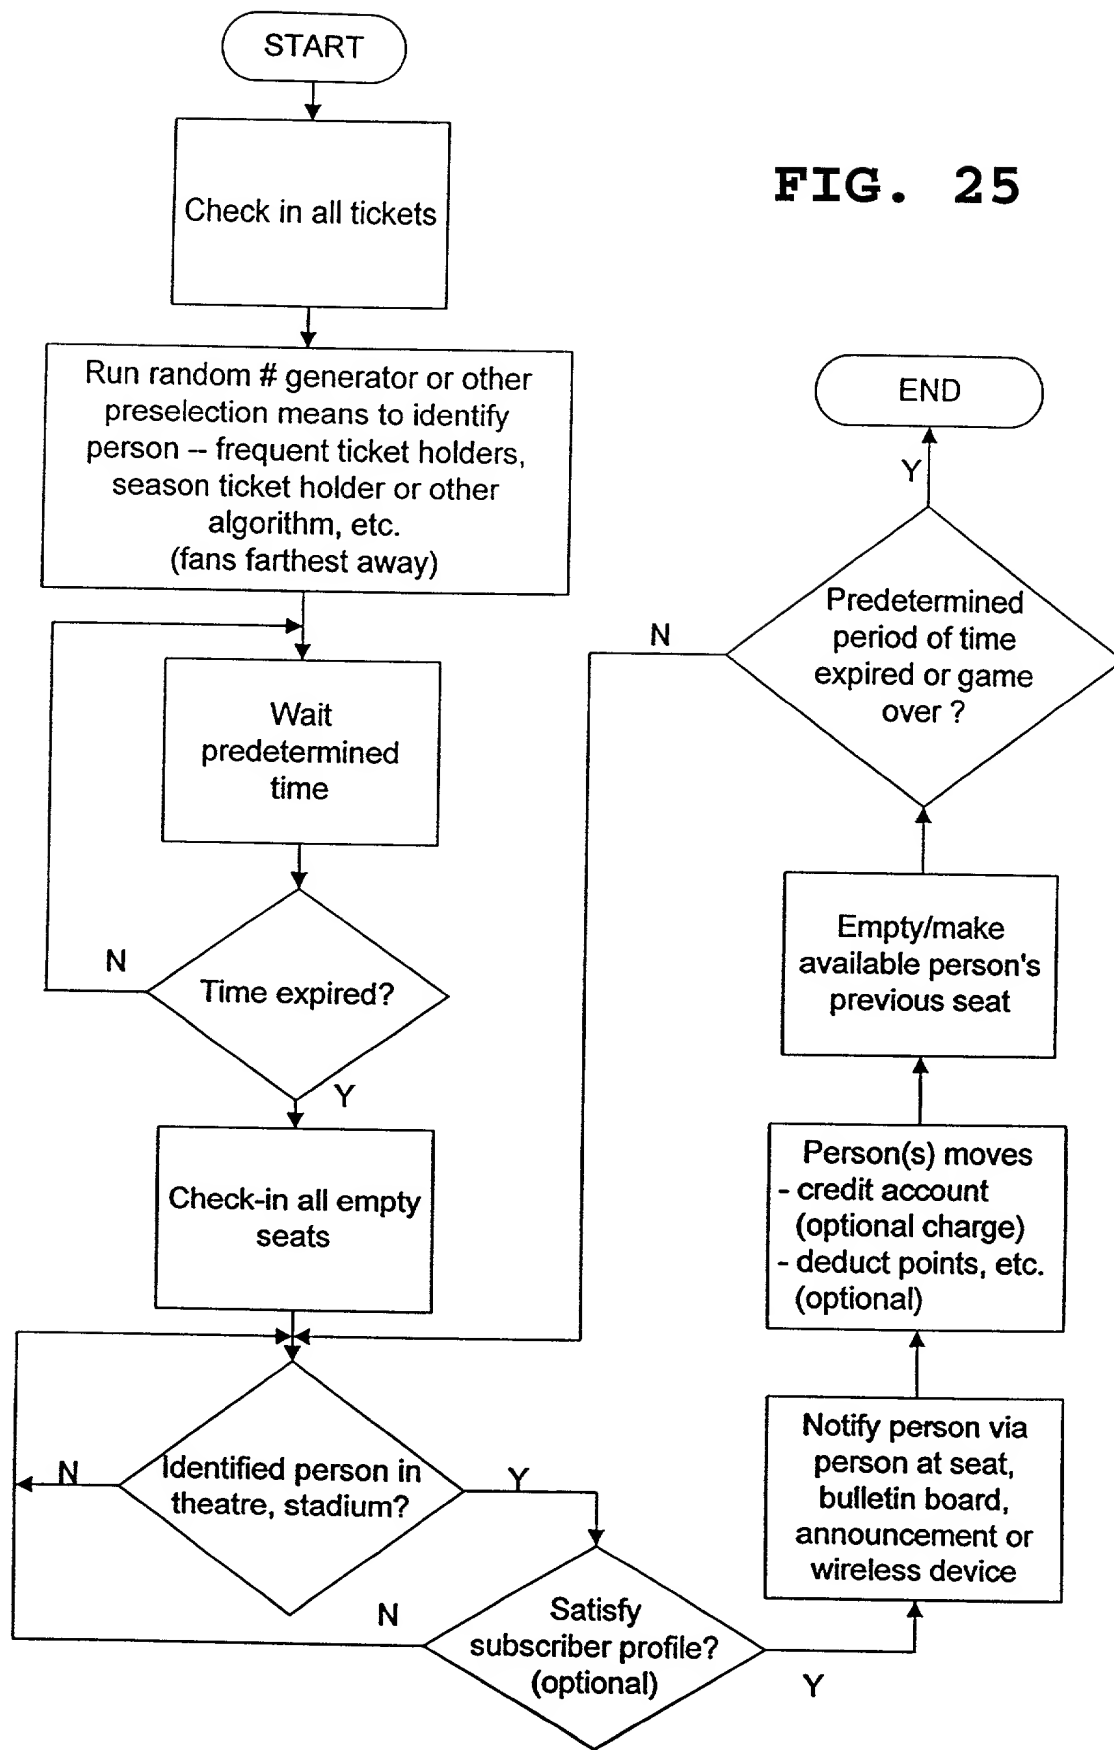 START
Check in all tickets
FIG. 25
Run random # generator or other
preselection means to identify
person -- frequent ticket holders,
season ticket holder or other
algorithm, etc.
(fans farthest away)
Wait
predetermined
time
N
Time expired?
Y
Check-in all empty
seats
N
Identified person in
theatre, stadium?
Y
N
Satisfy
subscriber profile?
(optional)
Y
Notify person via
person at seat,
bulletin board,
announcement or
wireless device
Person(s) moves
- credit account
(optional charge)
- deduct points, etc.
(optional)
Empty/make
available person's
previous seat
N
Predetermined
period of time
expired or game
over ?
Y
END